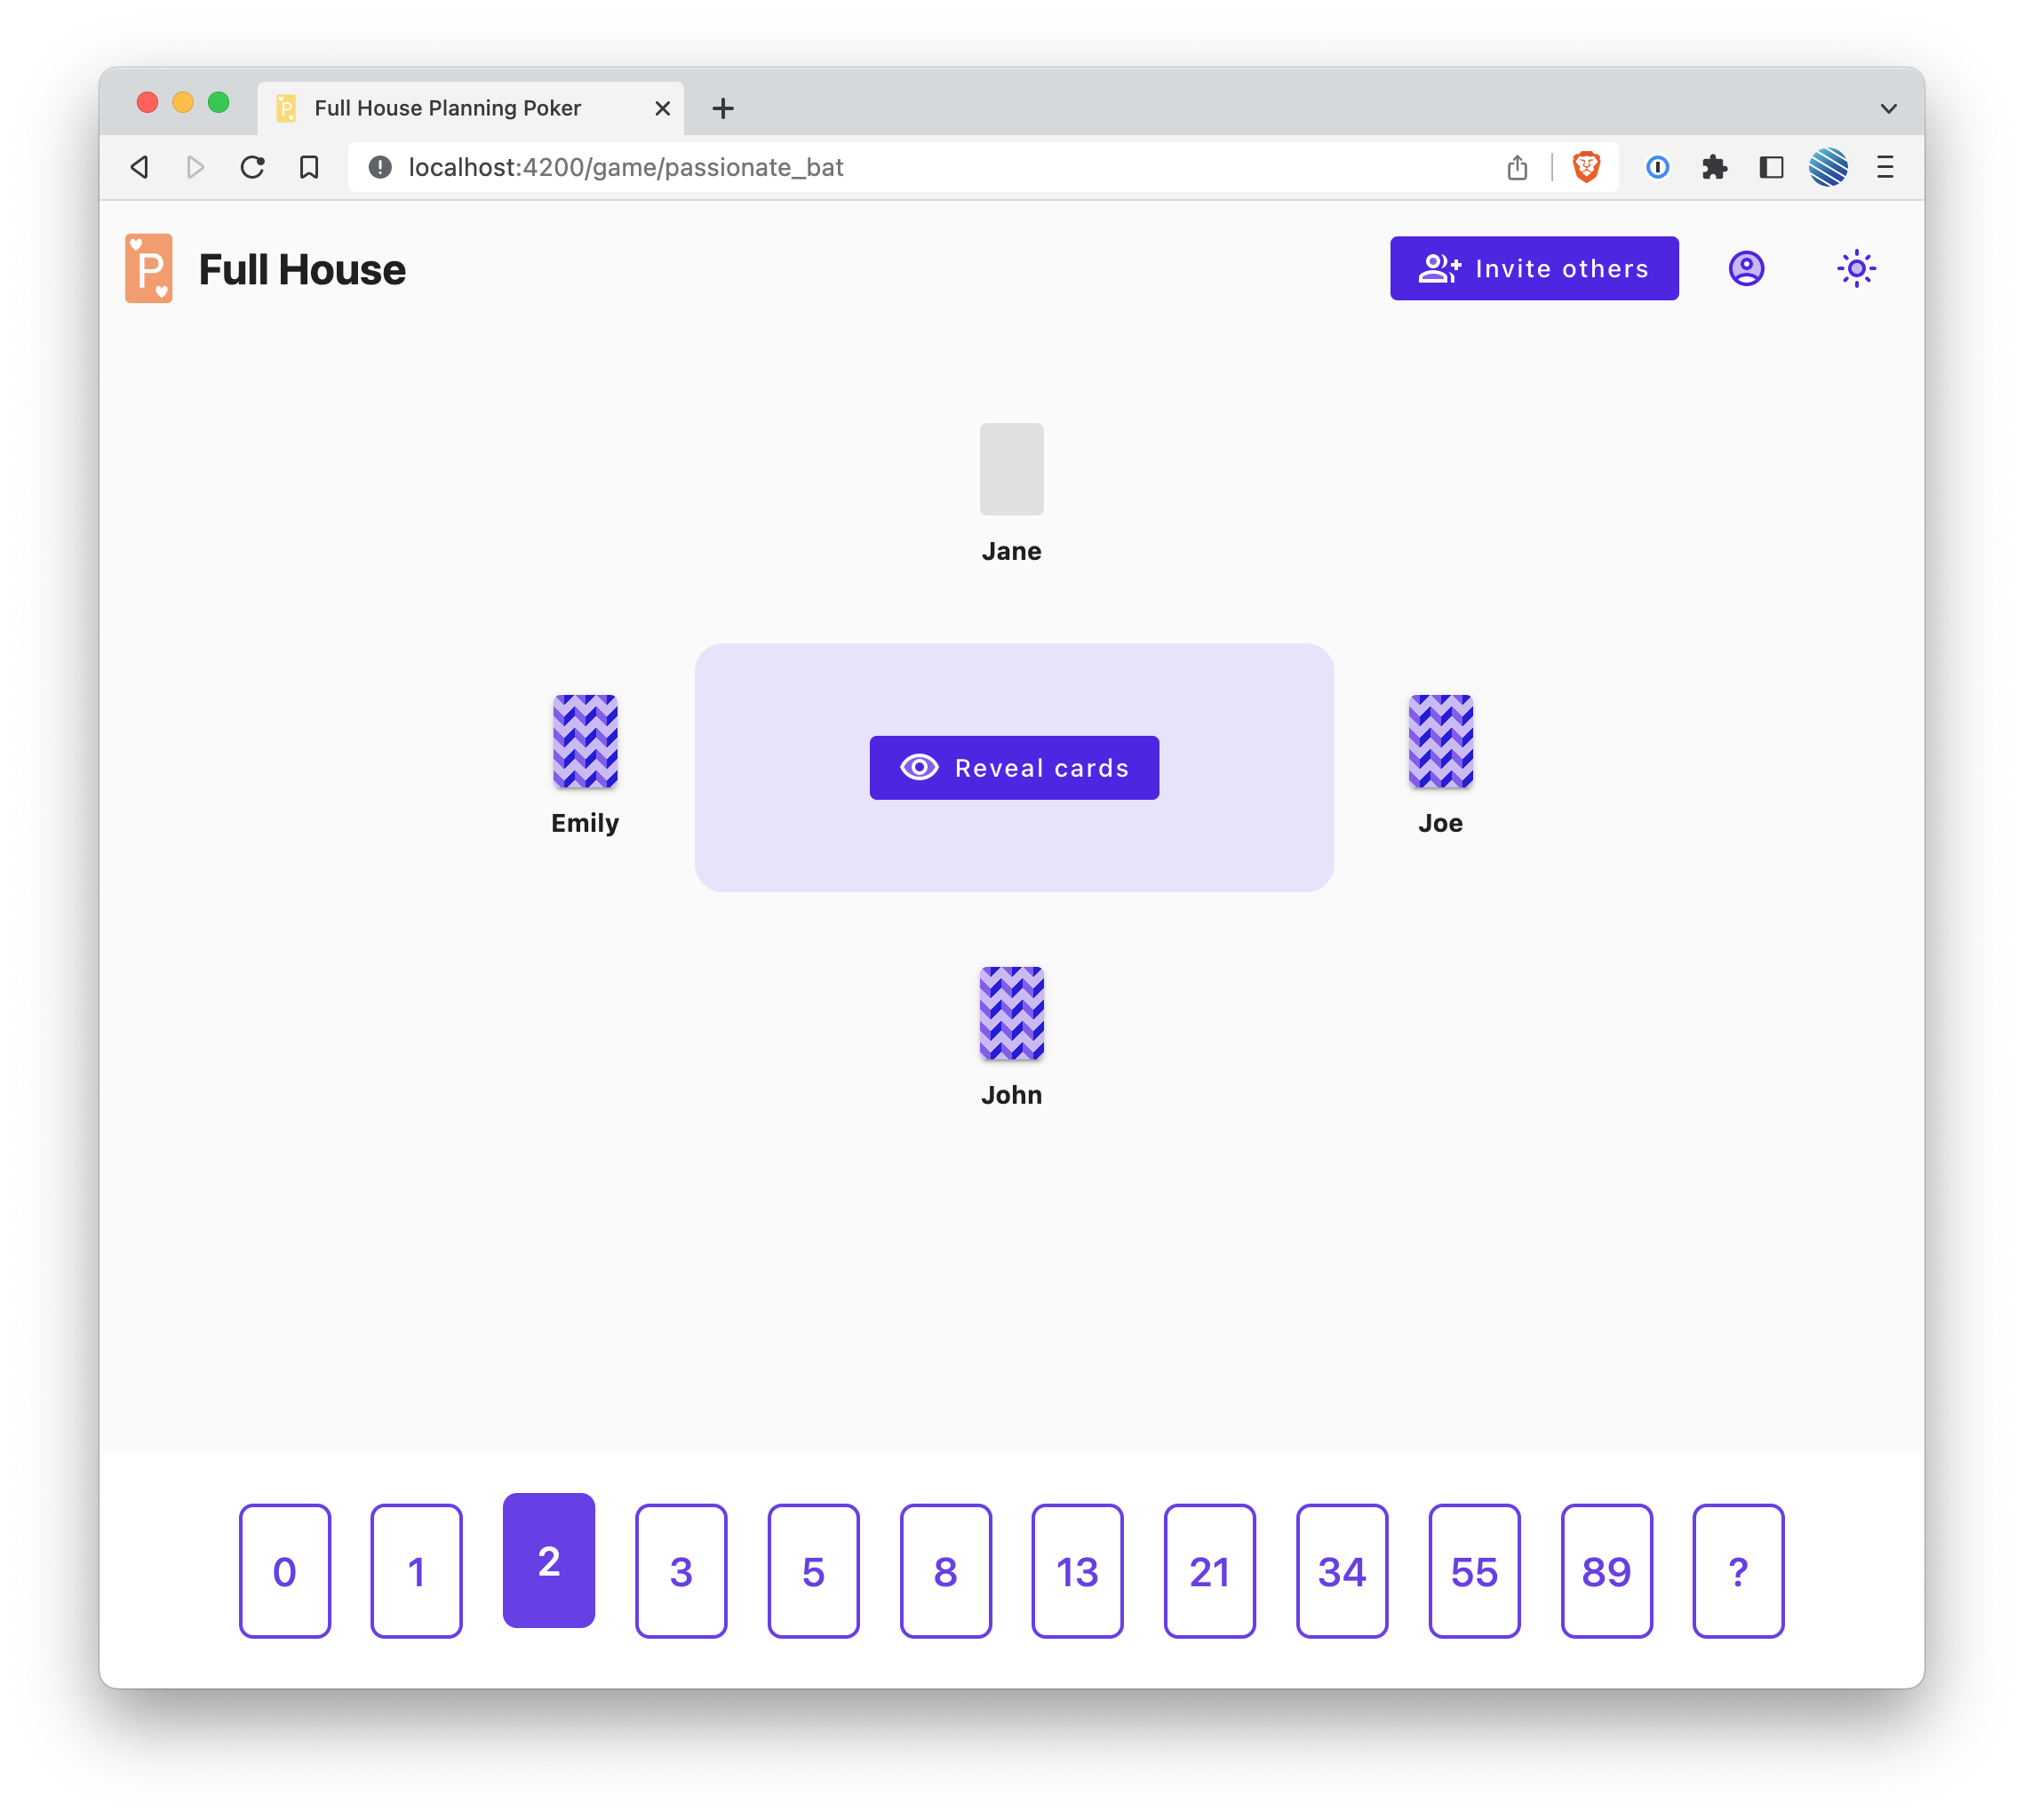 Full House Planning Poker
localhost:4200/game/passionate_bat
P Full House
Invite others
Jane
Reveal cards
Emily
Joe
John
0 1 2 3 5 8 13 21 34 55 89 ?